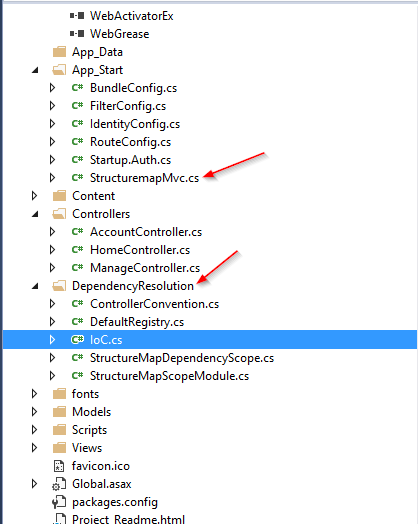 WebActivatorEx
WebGrease
App_Data
App_Start
C# BundleConfig.cs
C# FilterConfig.cs
C# IdentityConfig.cs
C# RouteConfig.cs
C# Startup.Auth.cs
C# StructuremapMvc.cs
Content
Controllers
C# AccountController.cs
C# HomeController.cs
C# ManageController.cs
DependencyResolution
C# ControllerConvention.cs
C# DefaultRegistry.cs
C# IoC.cs
C# StructureMapDependencyScope.cs
C# StructureMapScopeModule.cs
fonts
Models
Scripts
Views
favicon.ico
Global.asax
packages.config
Project_Readme.html